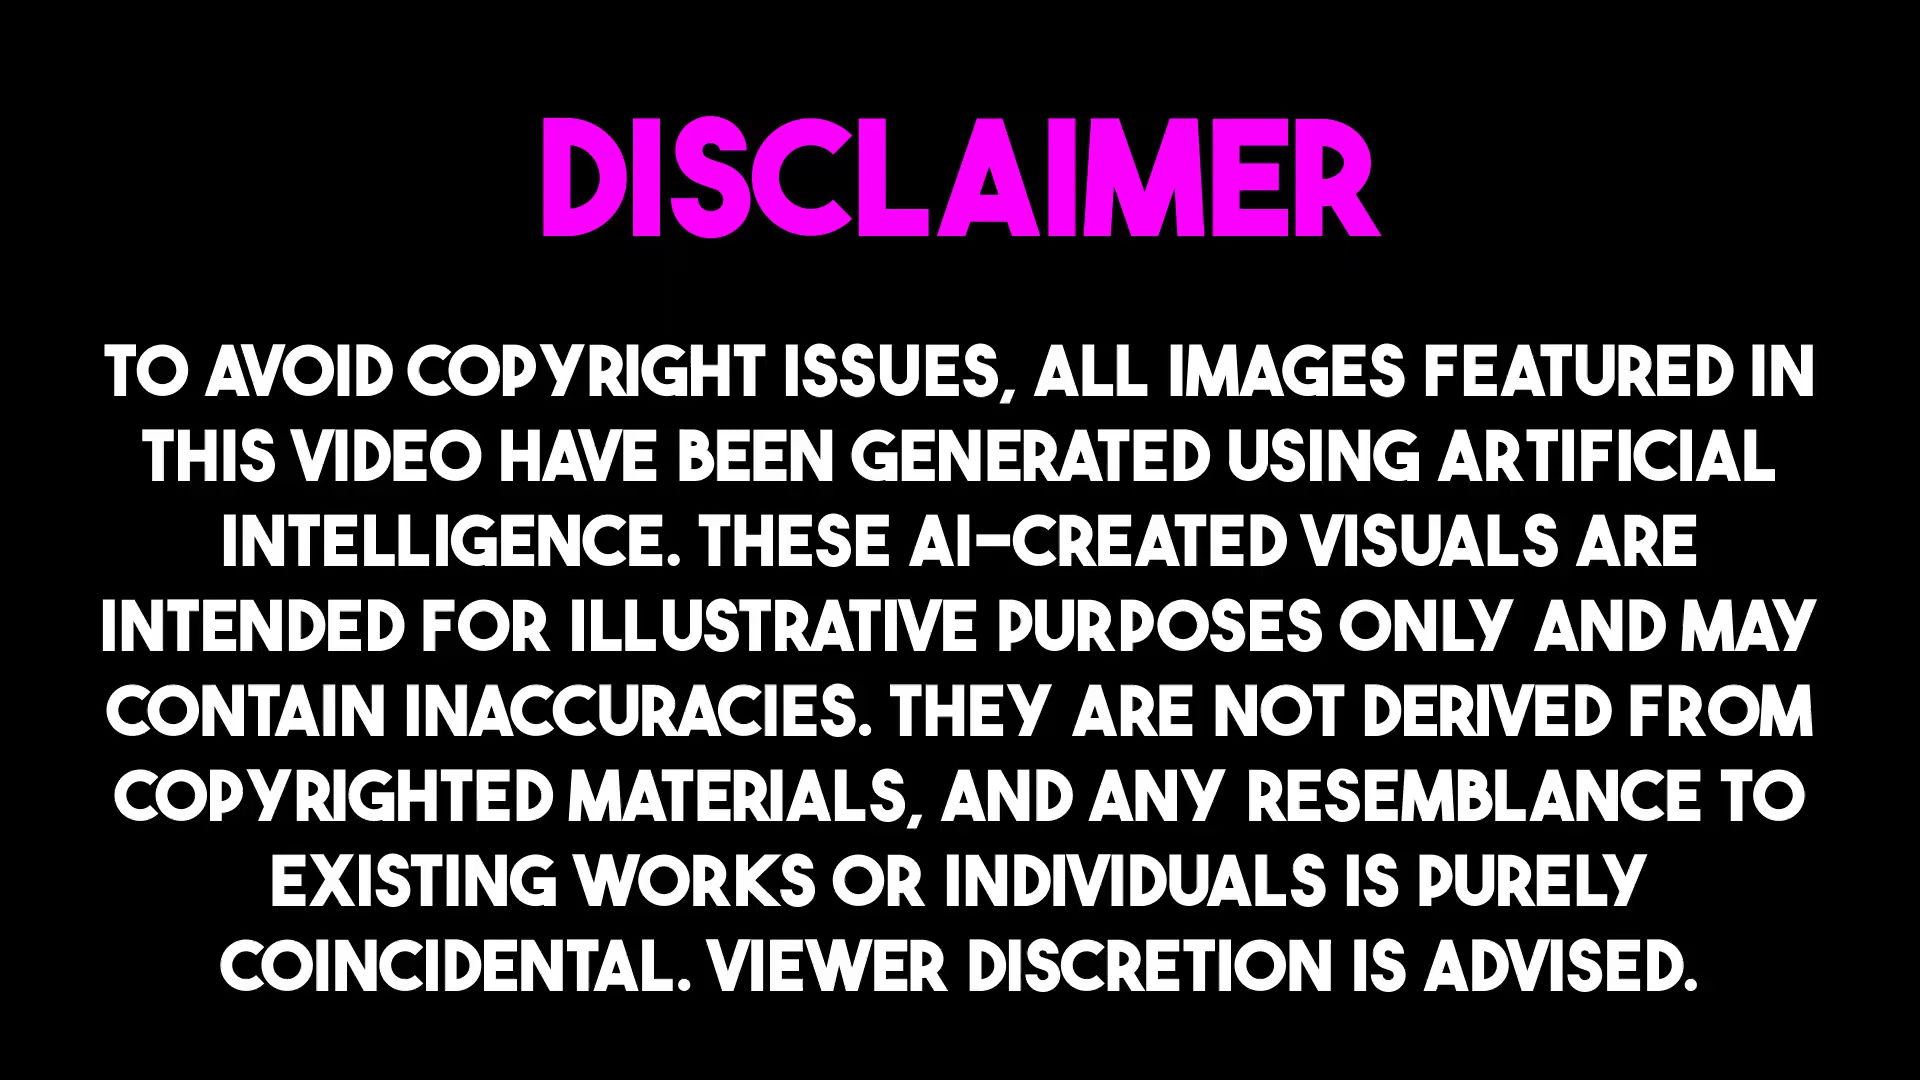 DISCLAIMER
TO AVOID COPYRIGHT ISSUES, ALL IMAGES FEATURED IN
THIS VIDEO HAVE BEEN GENERATED USING ARTIFICIAL
INTELLIGENCE. THESE AI-CREATED VISUALS ARE
INTENDED FOR ILLUSTRATIVE PURPOSES ONLY AND MAY
CONTAIN INACCURACIES. THEY ARE NOT DERIVED FROM
COPYRIGHTED MATERIALS, AND ANY RESEMBLANCE TO
EXISTING WORKS OR INDIVIDUALS IS PURELY
COINCIDENTAL. VIEWER DISCRETION IS ADVISED.